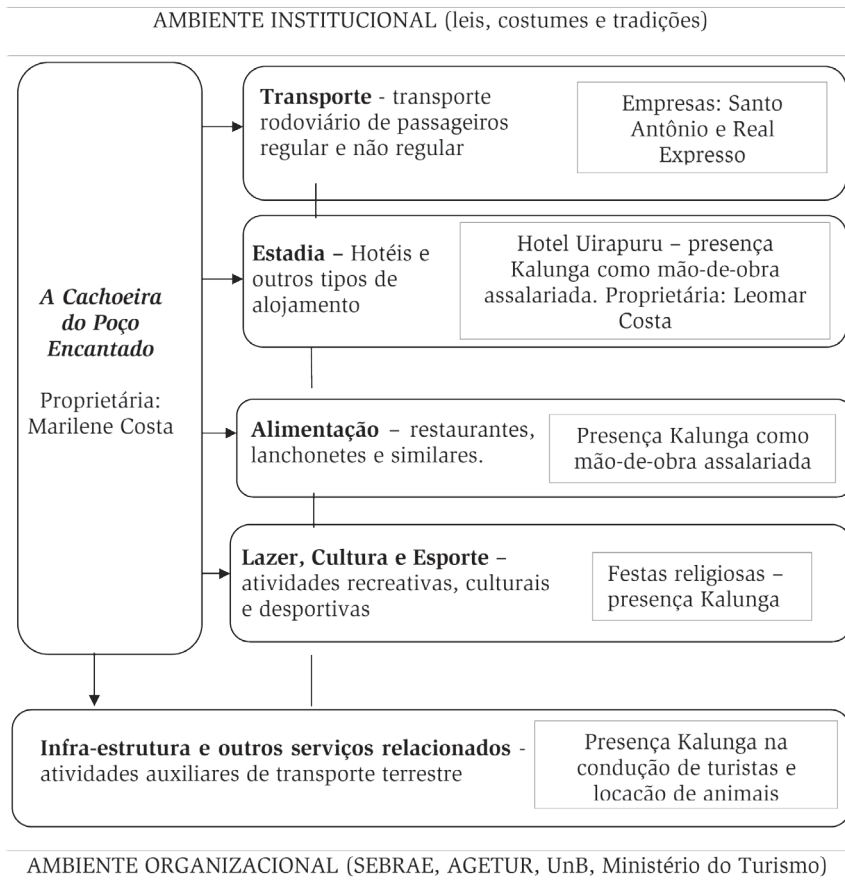 AMBIENTE INSTITUCIONAL (leis, costumes e tradições)
A Cachoeira
do Poço
Encantado
Proprietária:
Marilene Costa
Transporte - transporte
rodoviário de passageiros
regular e não regular
Empresas: Santo
Antônio e Real
Expresso
Estadia – Hotéis e
outros tipos de
alojamento
Hotel Uirapuru – presença
Kalunga como mão-de-obra
assalariada. Proprietária: Leomar
Costa
Alimentação – restaurantes,
lanchonetes e similares.
Presença Kalunga como
mão-de-obra assalariada
Lazer, Cultura e Esporte –
atividades recreativas, culturais
e desportivas
Festas religiosas –
presença Kalunga
Infra-estrutura e outros serviços relacionados -
atividades auxiliares de transporte terrestre
Presença Kalunga na
condução de turistas e
locacão de animais
AMBIENTE ORGANIZACIONAL (SEBRAE, AGETUR, UnB, Ministério do Turismo)